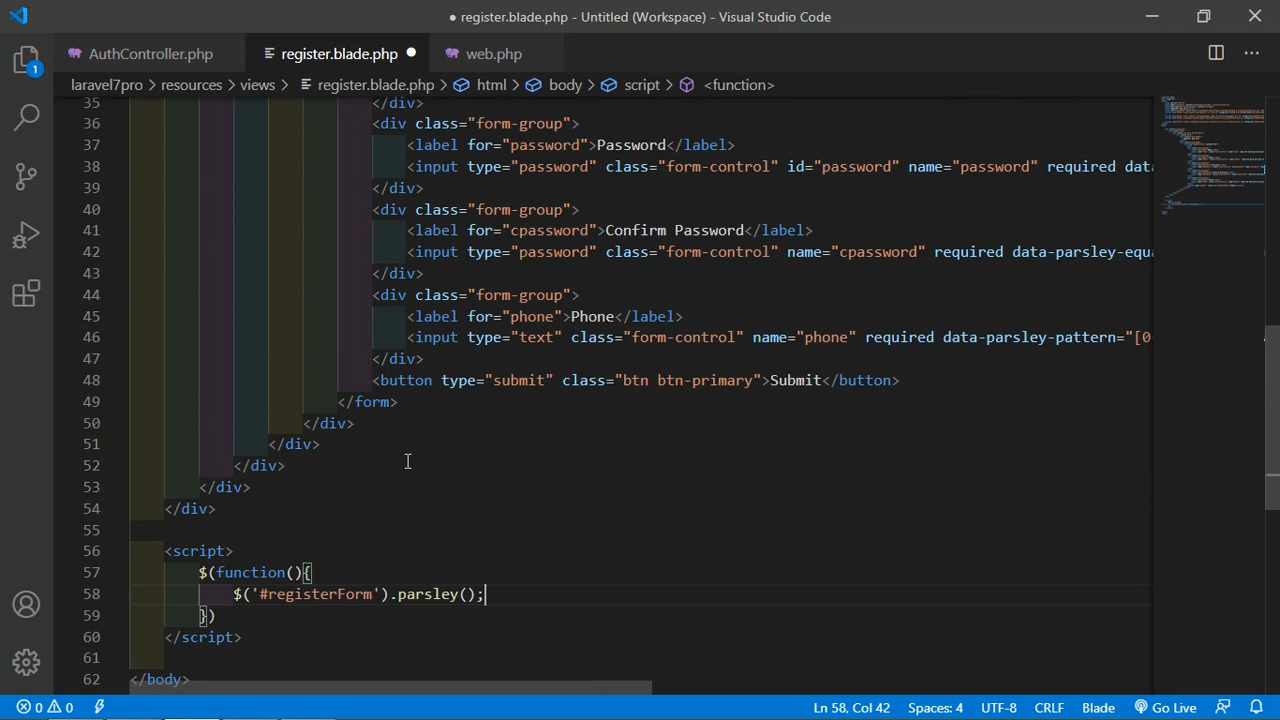 register.blade.php - Untitled (Workspace) - Visual Studio Code
AuthController.php register.blade.php web.php
laravel7pro > resources > views > register.blade.php > html > body > script > <function>
35 </div>
36 <div class="form-group">
37 <label for="password">Password</label>
38 <input type="password" class="form-control" id="password" name="password" required data
39 </div>
40 <div class="form-group">
41 <label for="cpassword">Confirm Password</label>
42 <input type="password" class="form-control" name="cpassword" required data-parsley-equ
43 </div>
44 <div class="form-group">
45 <label for="phone">Phone</label>
46 <input type="text" class="form-control" name="phone" required data-parsley-pattern="[0
47 </div>
48 <button type="submit" class="btn btn-primary">Submit</button>
49 </form>
50 </div>
51 </div>
52 </div>
53 </div>
54 </div>
55
56 <script>
57 $(function(){
58 $('#registerForm').parsley();
59 })
60 </script>
61
62 </body>
1
0 0 Ln 58, Col 42 Spaces: 4 UTF-8 CRLF Blade Go Live